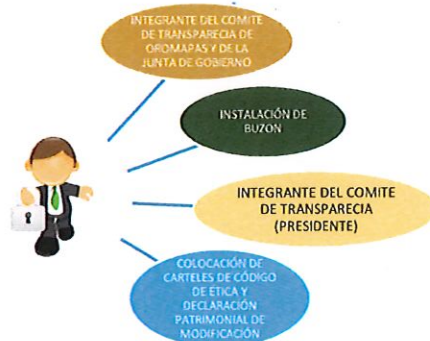 INTEGRANTE DEL COMITE
DE TRANSPARECIA DE
OROMAPAS Y DE LA
JUNTA DE GOBIERNO
INSTALACIÓN DE
BUZON
INTEGRANTE DEL COMITE
DE TRANSPARECIA
(PRESIDENTE)
COLOCACIÓN DE
CARTELES DE CÓDIGO
DE ÉTICA Y
DECLARACIÓN
PATRIMONIAL DE
MODIFICACIÓN